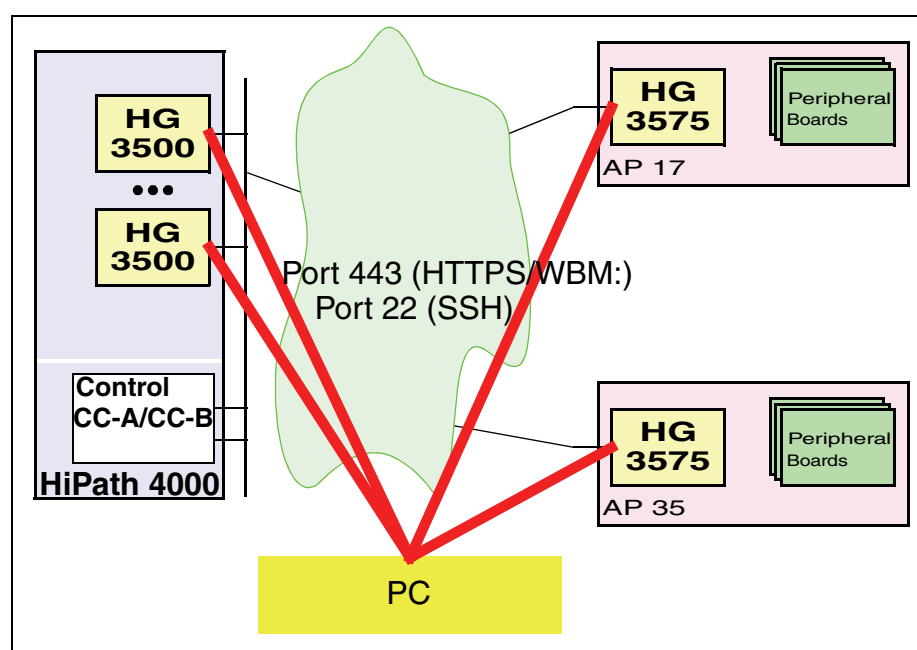 HG
3500
•••
HG
3500
Control
CC-A/CC-B
HiPath 4000
Port 443 (HTTPS/WBM:)
Port 22 (SSH)
HG
3575
Peripheral
Boards
AP 17
HG
3575
Peripheral
Boards
AP 35
PC